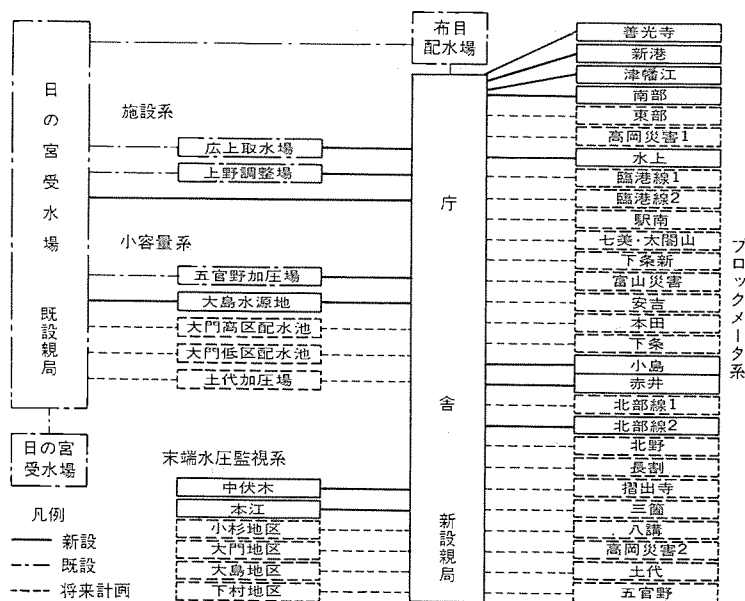 布目
配水場
日の宮受水場
既設親局
日の宮
受水場
施設系
広上取水場
上野調整場
小容量系
五官野加圧場
大島水源地
大門高区配水池
大門低区配水池
土代加圧場
末端水圧監視系
中伏木
本江
小杉地区
大門地区
大島地区
下村地区
凡例
新設
既設
将来計画
庁舎
新設親局
善光寺
新港
津幡江
南部
東部
高岡災害1
水上
臨港線1
臨港線2
駅南
七美・太閤山
下条新
富山災害
安吉
本田
下条
小島
赤井
北部線1
北部線2
北野
長割
摺出寺
三箇
八講
高岡災害2
土代
五官野
ブロックメータ系